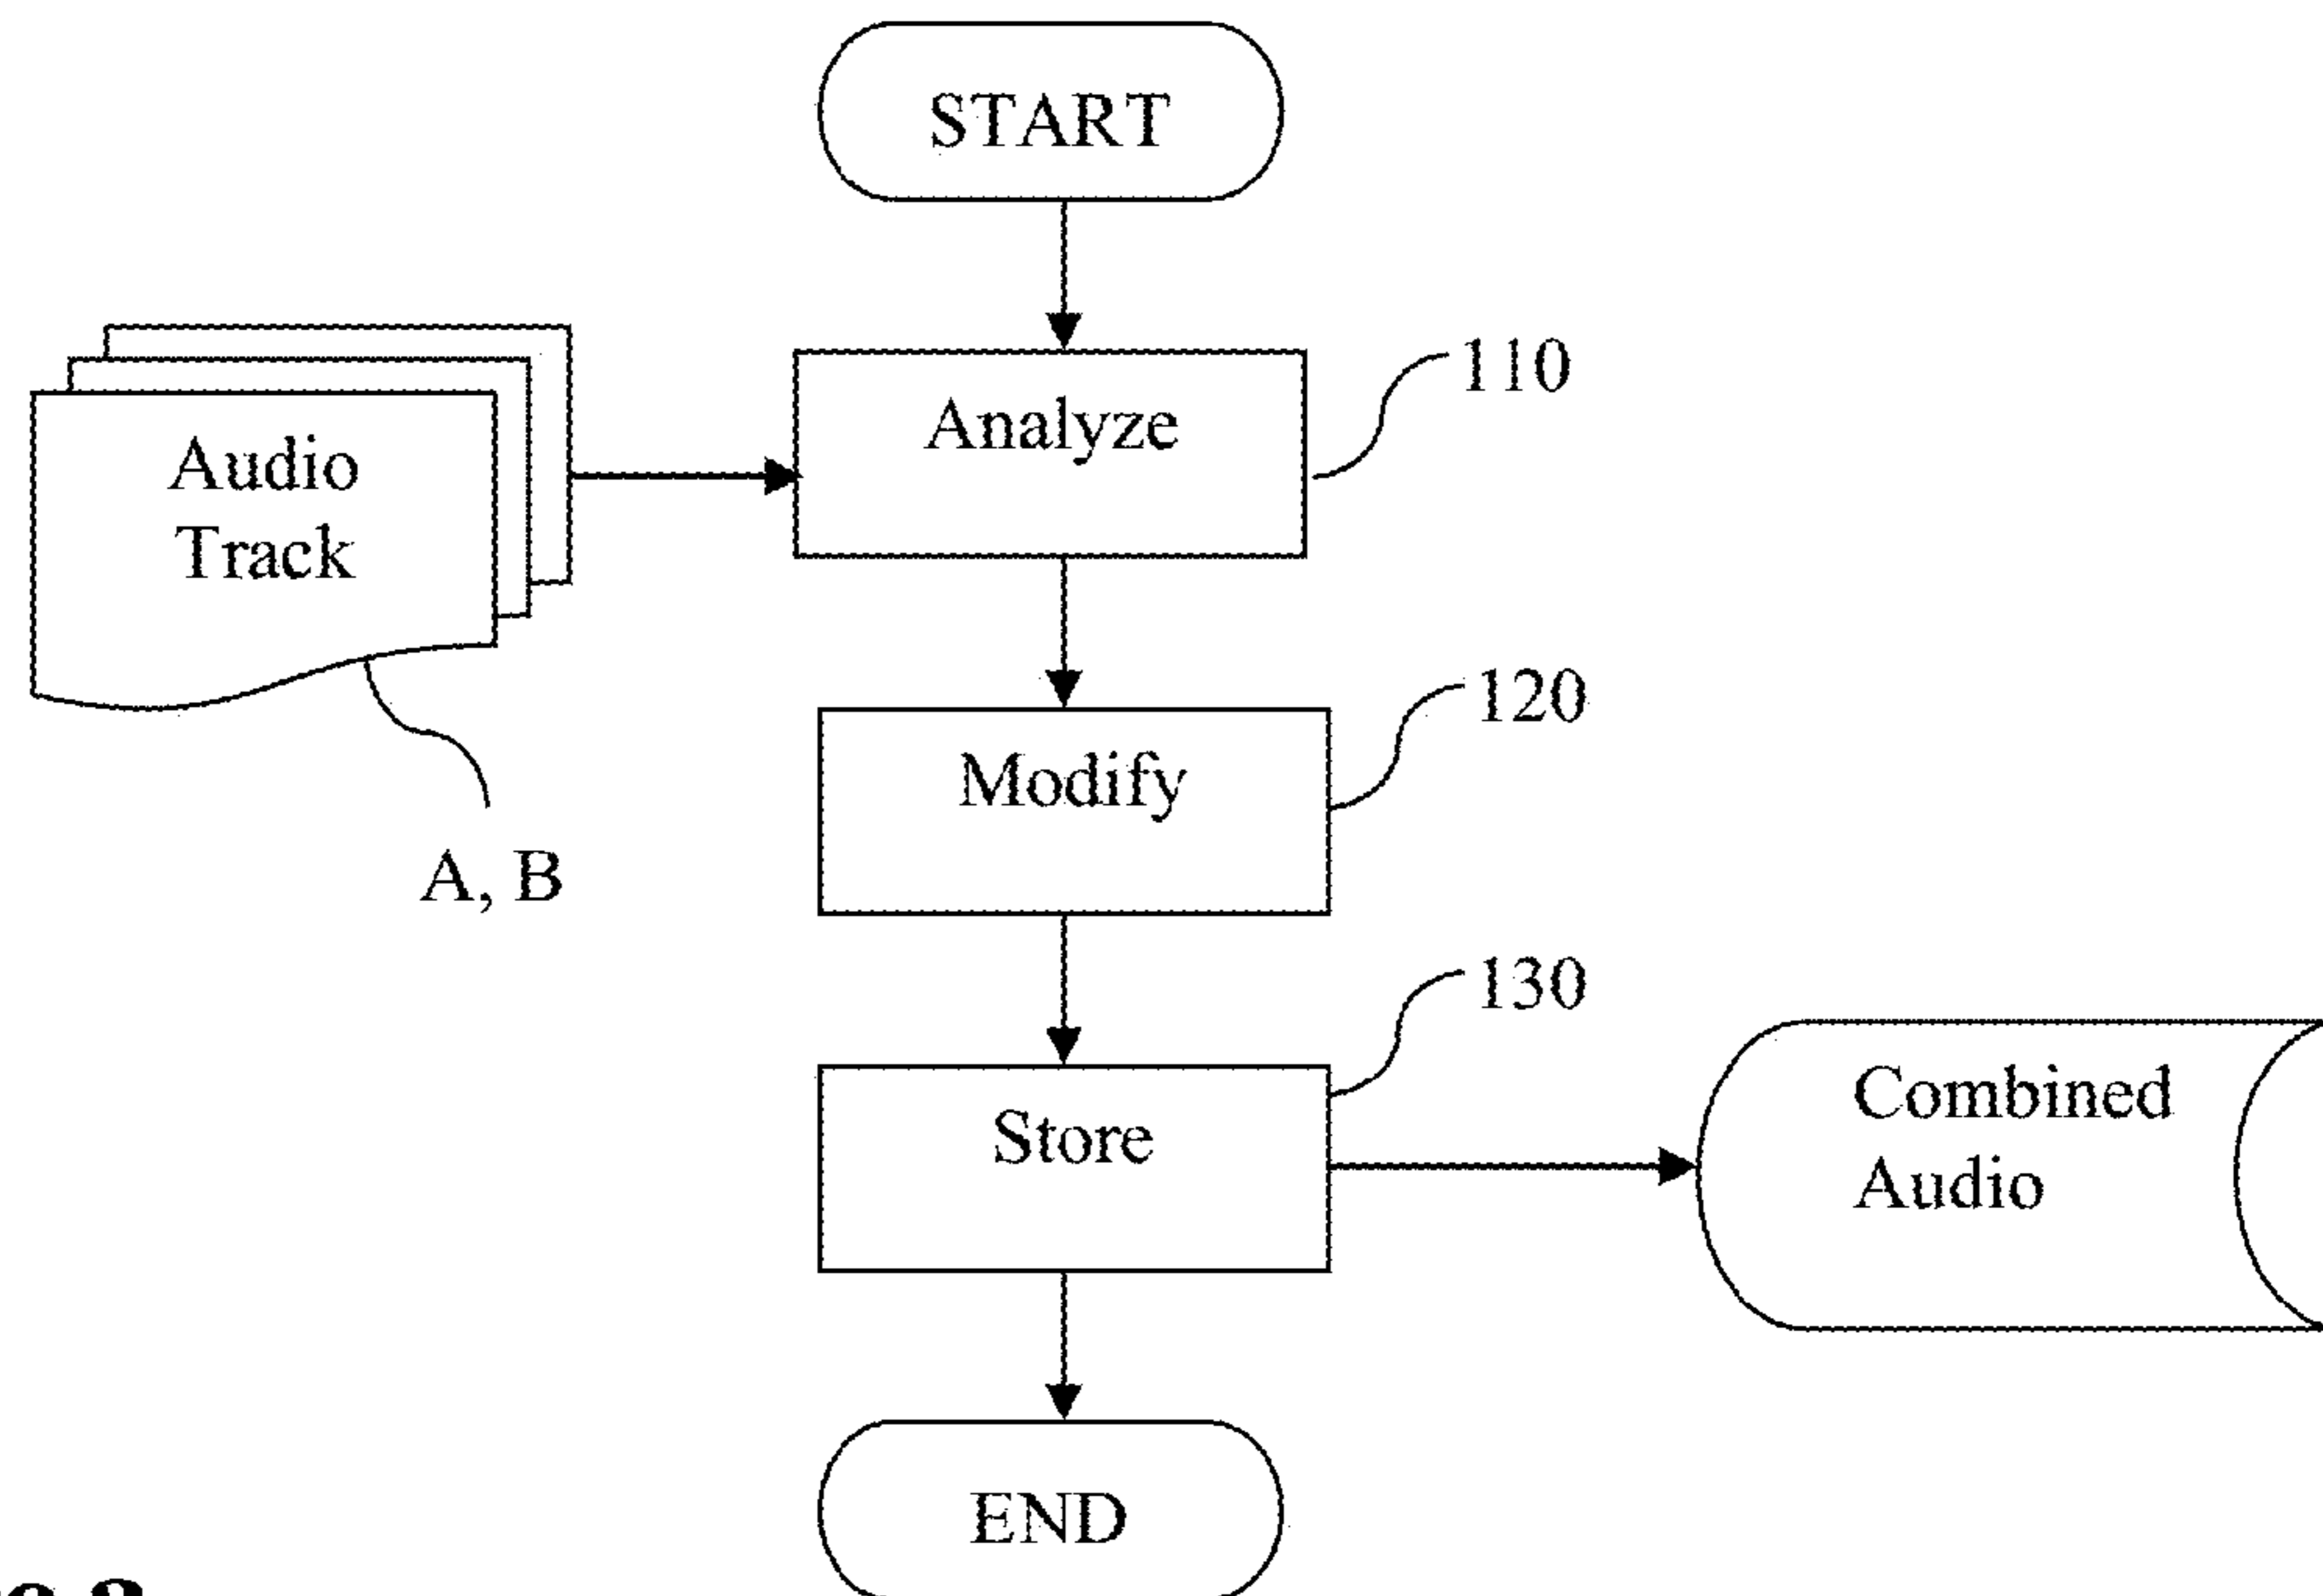 START
Analyze
110
Audio
Track
Modify
120
A, B
130
Store
Combined
Audio
END